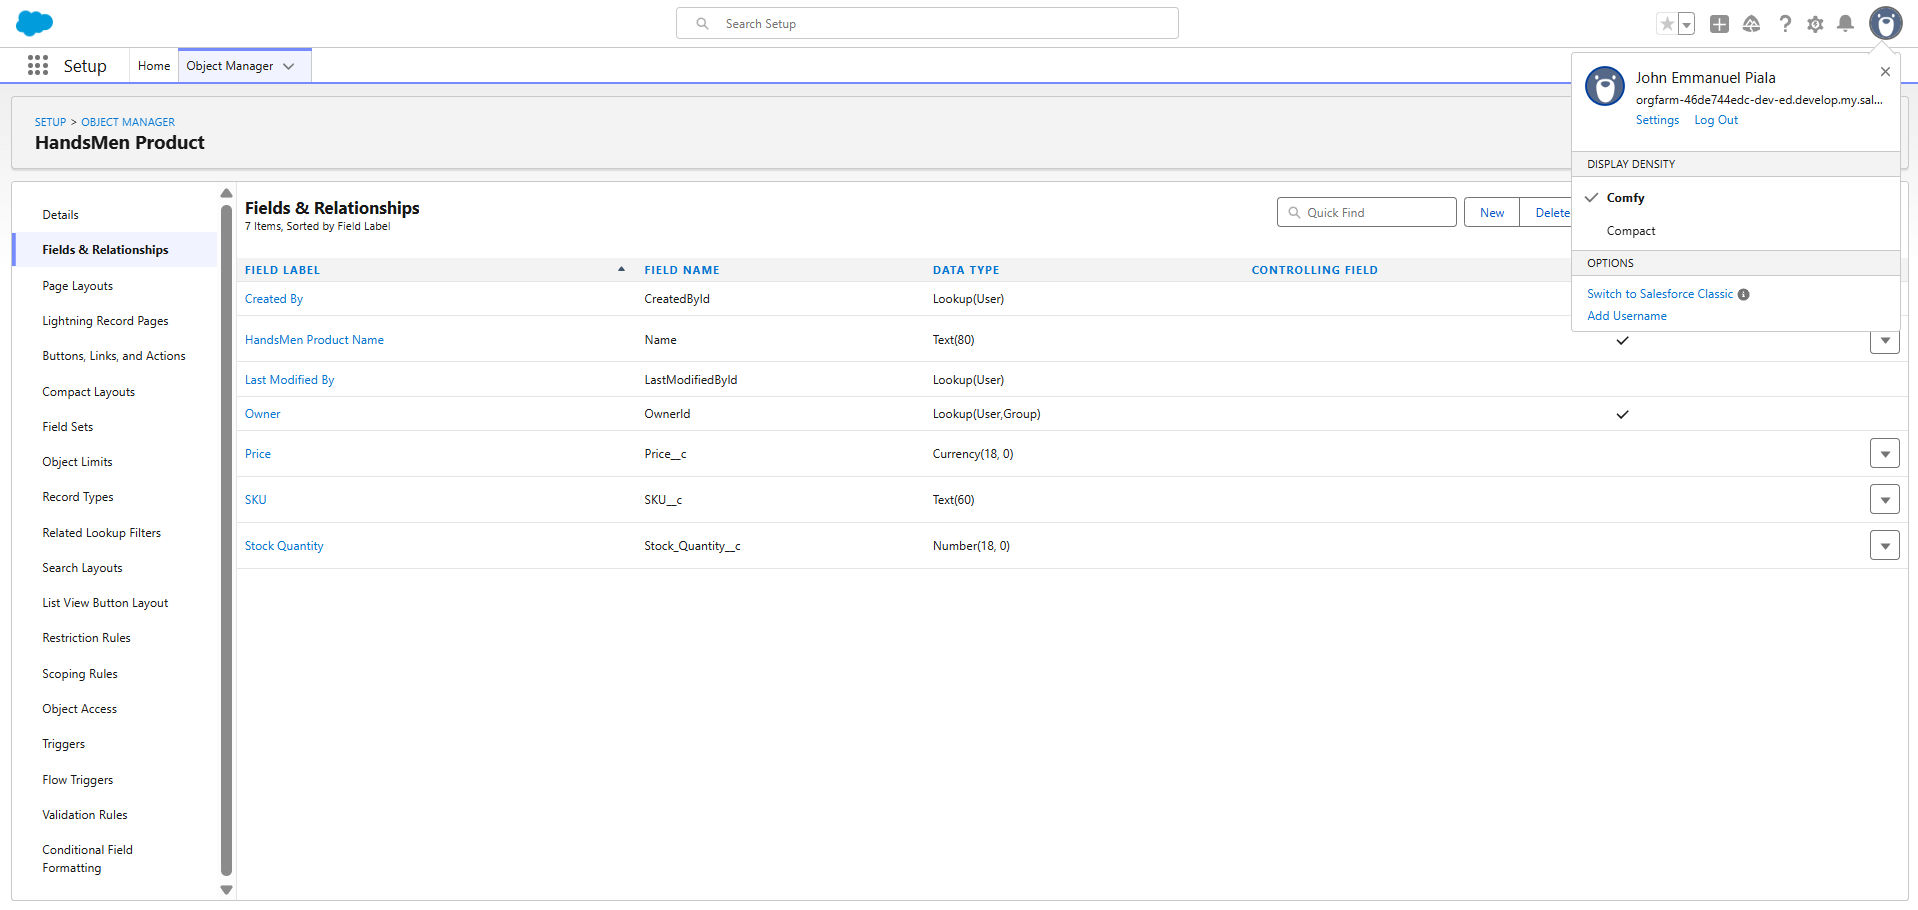 Search Setup
Setup
Home
Object Manager
John Emmanuel Piala
orgfarm-46de744edc-dev-ed.develop.my.sal...
Settings Log Out
SETUP > OBJECT MANAGER
HandsMen Product
DISPLAY DENSITY
Comfy
Compact
OPTIONS
Switch to Salesforce Classic
Add Username
Details
Fields & Relationships
Page Layouts
Lightning Record Pages
Buttons, Links, and Actions
Compact Layouts
Field Sets
Object Limits
Record Types
Related Lookup Filters
Search Layouts
List View Button Layout
Restriction Rules
Scoping Rules
Object Access
Triggers
Flow Triggers
Validation Rules
Conditional Field
Formatting
Fields & Relationships
7 Items, Sorted by Field Label
Quick Find
New
Delete
FIELD LABEL FIELD NAME DATA TYPE CONTROLLING FIELD
Created By CreatedById Lookup(User)
HandsMen Product Name Name Text(80)
Last Modified By LastModifiedById Lookup(User)
Owner OwnerId Lookup(User,Group)
Price Price__c Currency(18, 0)
SKU SKU__c Text(60)
Stock Quantity Stock_Quantity__c Number(18, 0)